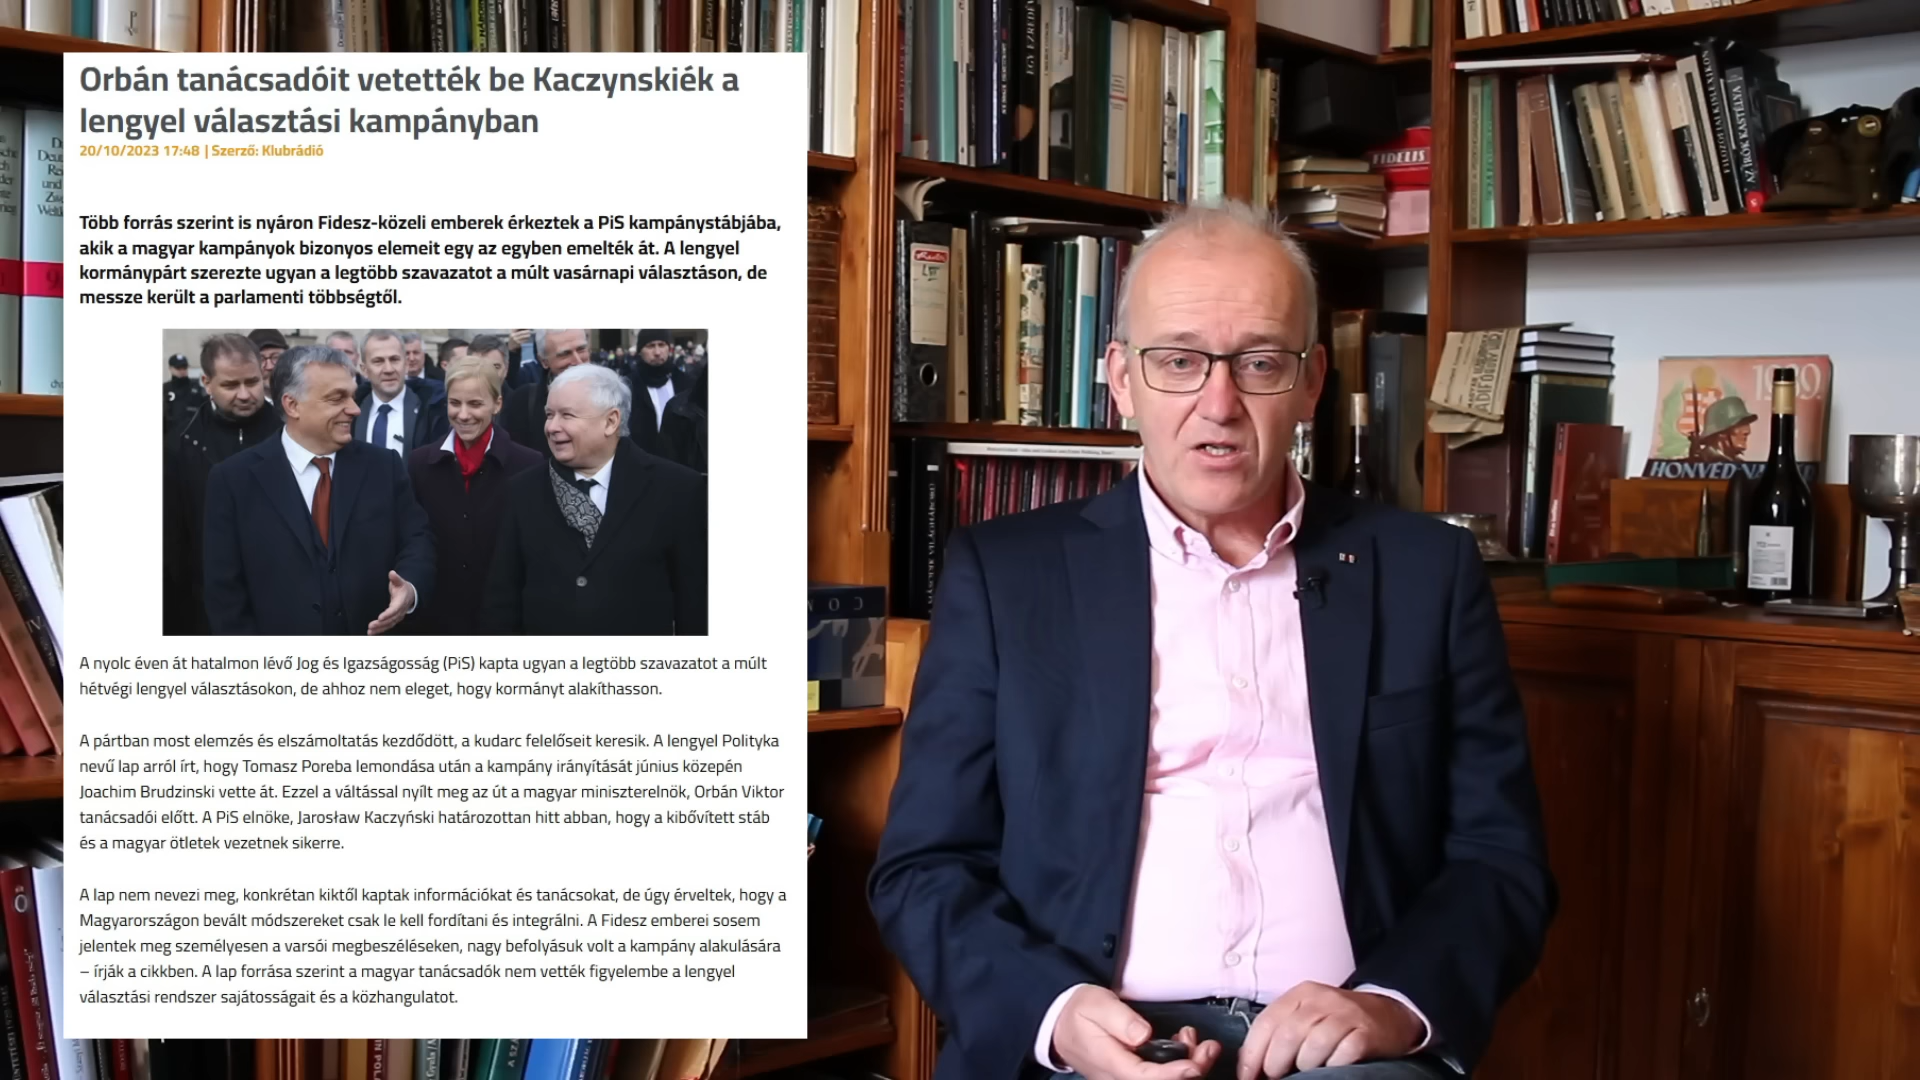 Orbán tanácsadóit vetették be Kaczynskiék a
lengyel választási kampányban
20/10/2023 17:48 | Szerző: Klubrádió
Több forrás szerint is nyáron Fidesz-közeli emberek érkeztek a PiS kampánystábjába,
akik a magyar kampányok bizonyos elemeit egy az egyben emelték át. A lengyel
kormánypárt szerezte ugyan a legtöbb szavazatot a múlt vasárnapi választáson, de
messze került a parlamenti többségtől.
A nyolc éven át hatalmon lévő Jog és Igazságosság (PiS) kapta ugyan a legtöbb szavazatot a múlt
hétvégi lengyel választásokon, de ahhoz nem eleget, hogy kormányt alakíthasson.
A pártban most elemzés és elszámoltatás kezdődött, a kudarc felelőseit keresik. A lengyel Polityka
nevű lap arról írt, hogy Tomasz Poreba lemondása után a kampány irányítását június közepén
Joachim Brudzinski vette át. Ezzel a váltással nyílt meg az út a magyar miniszterelnök, Orbán Viktor
tanácsadói előtt. A PiS elnöke, Jarosław Kaczyński határozottan hitt abban, hogy a kibővített stáb
és a magyar ötletek vezetnek sikerre.
A lap nem nevezi meg, konkrétan kiktől kaptak információkat és tanácsokat, de úgy érveltek, hogy a
Magyarországon bevált módszereket csak le kell fordítani és integrálni. A Fidesz emberei sosem
jelentek meg személyesen a varsói megbeszéléseken, nagy befolyásuk volt a kampány alakulására
– írják a cikkben. A lap forrása szerint a magyar tanácsadók nem vették figyelembe a lengyel
választási rendszer sajátosságait és a közhangulatot.
FIDELIS
AZ ÍRÓK KASTÉLYA
1939.
HONVÉD